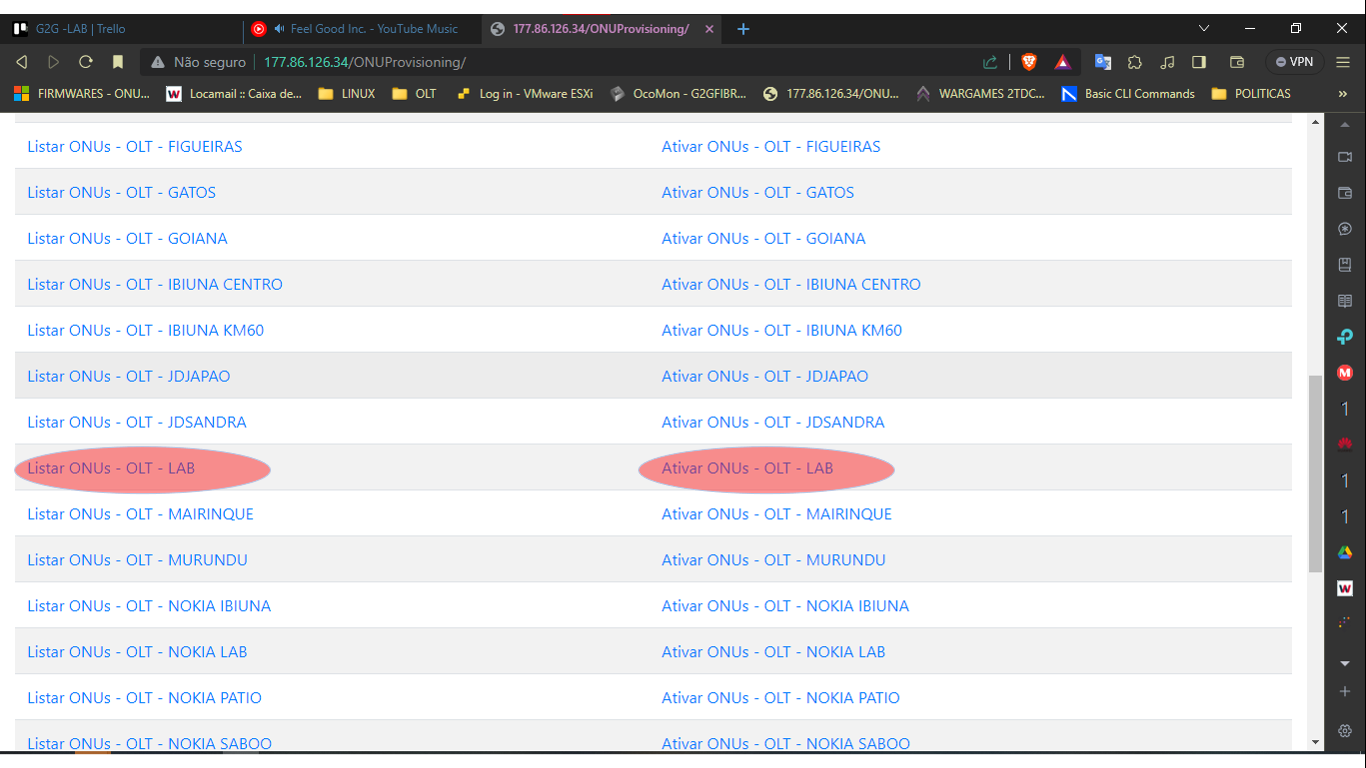 G2G -LAB | Trello
Feel Good Inc. - YouTube Music
177.86.126.34/ONUProvisioning/
Não seguro
177.86.126.34/ONUProvisioning/
VPN
FIRMWARES - ONU...
Locamail :: Caixa de...
LINUX
OLT
Log in - VMware ESXi
OcoMon - G2GFIBR...
177.86.126.34/ONU...
WARGAMES 2TDC...
Basic CLI Commands
POLITICAS
Listar ONUs - OLT - FIGUEIRAS
Ativar ONUs - OLT - FIGUEIRAS
Listar ONUs - OLT - GATOS
Ativar ONUs - OLT - GATOS
Listar ONUs - OLT - GOIANA
Ativar ONUs - OLT - GOIANA
Listar ONUs - OLT - IBIUNA CENTRO
Ativar ONUs - OLT - IBIUNA CENTRO
Listar ONUs - OLT - IBIUNA KM60
Ativar ONUs - OLT - IBIUNA KM60
Listar ONUs - OLT - JDJAPAO
Ativar ONUs - OLT - JDJAPAO
Listar ONUs - OLT - JDSANDRA
Ativar ONUs - OLT - JDSANDRA
Listar ONUs - OLT - LAB
Ativar ONUs - OLT - LAB
Listar ONUs - OLT - MAIRINQUE
Ativar ONUs - OLT - MAIRINQUE
Listar ONUs - OLT - MURUNDU
Ativar ONUs - OLT - MURUNDU
Listar ONUs - OLT - NOKIA IBIUNA
Ativar ONUs - OLT - NOKIA IBIUNA
Listar ONUs - OLT - NOKIA LAB
Ativar ONUs - OLT - NOKIA LAB
Listar ONUs - OLT - NOKIA PATIO
Ativar ONUs - OLT - NOKIA PATIO
Listar ONUs - OLT - NOKIA SABOO
Ativar ONUs - OLT - NOKIA SABOO
M
1
1
1
W